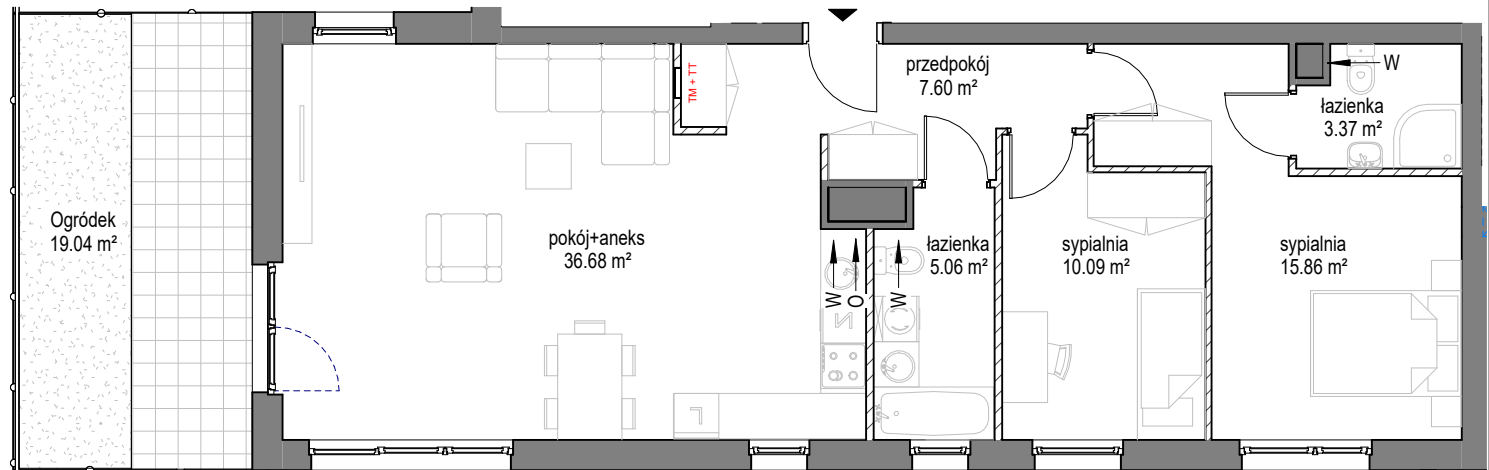 przedpokój
7.60 m²
W
TM + TT
łazienka
3.37 m²
Ogródek
19.04 m²
pokój+aneks
36.68 m²
łazienka
5.06 m²
sypialnia
10.09 m²
sypialnia
15.86 m²
W
O
W
Z
L